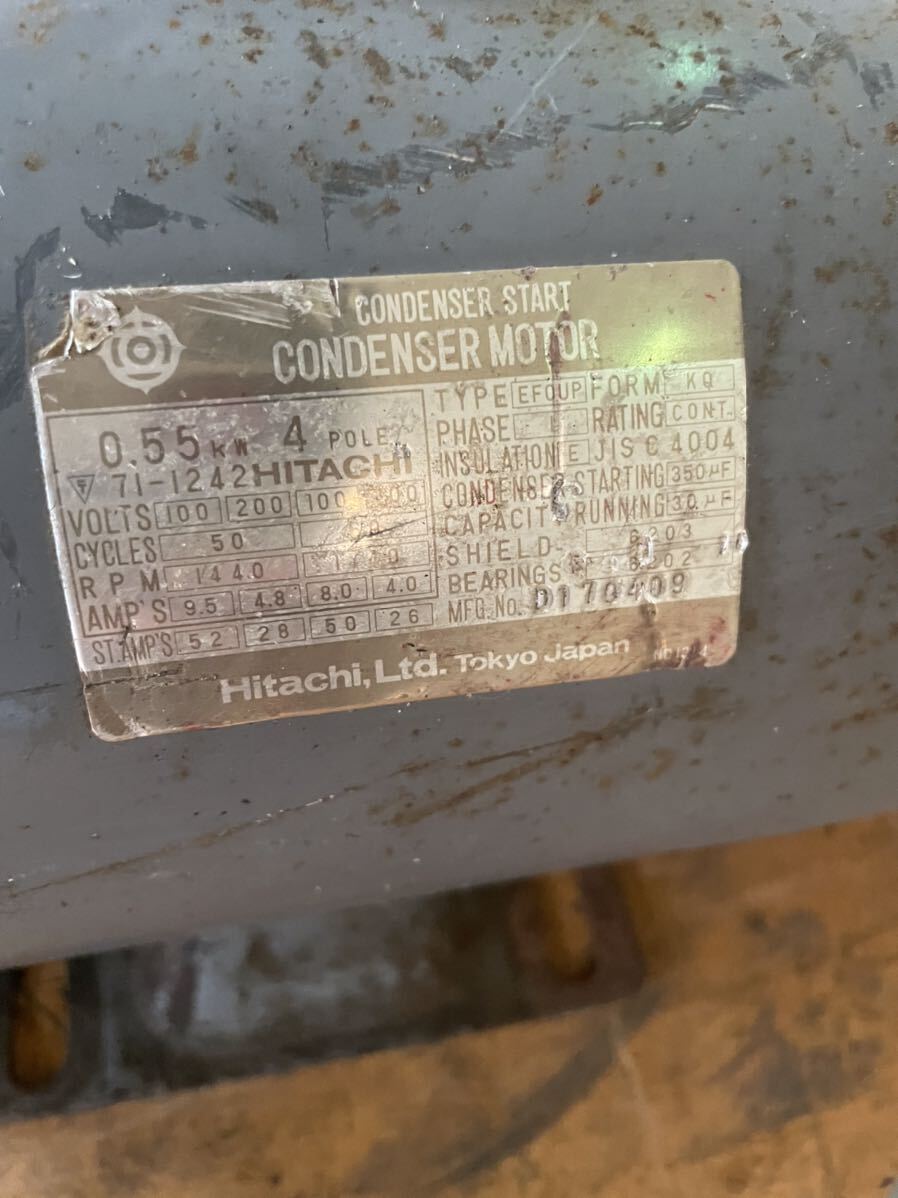 CONDENSER START
CONDENSER MOTOR
0.55 KW 4 POLE
71-1242 HITACHI
VOLTS 100 200 100
CYCLES 50
R P M 1440
AMP'S 9.5 4.8 8.0 4.0
ST.AMP'S 52 28 50 26
TYPE EFOUP FORM KQ
PHASE RATING CONT.
INSULATION E JIS C 4004
CONDENSER STARTING 350μF
CAPACITY RUNNING 30μF
SHIELD 6203
BEARINGS
MFG.No. D170409
Hitachi, Ltd. Tokyo Japan